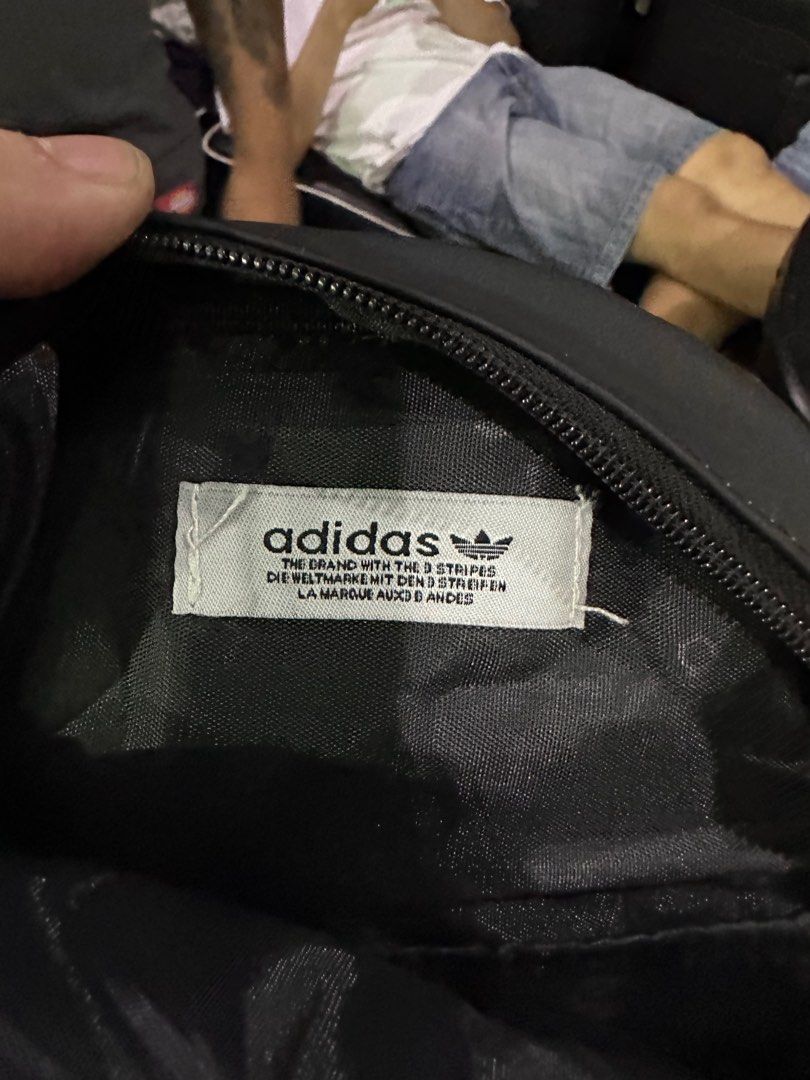 adidas
THE BRAND WITH THE 3 STRIPES
DIE WELTMARKE MIT DEN 3 STREIFEN
LA MARQUE AUX 3 BANDES